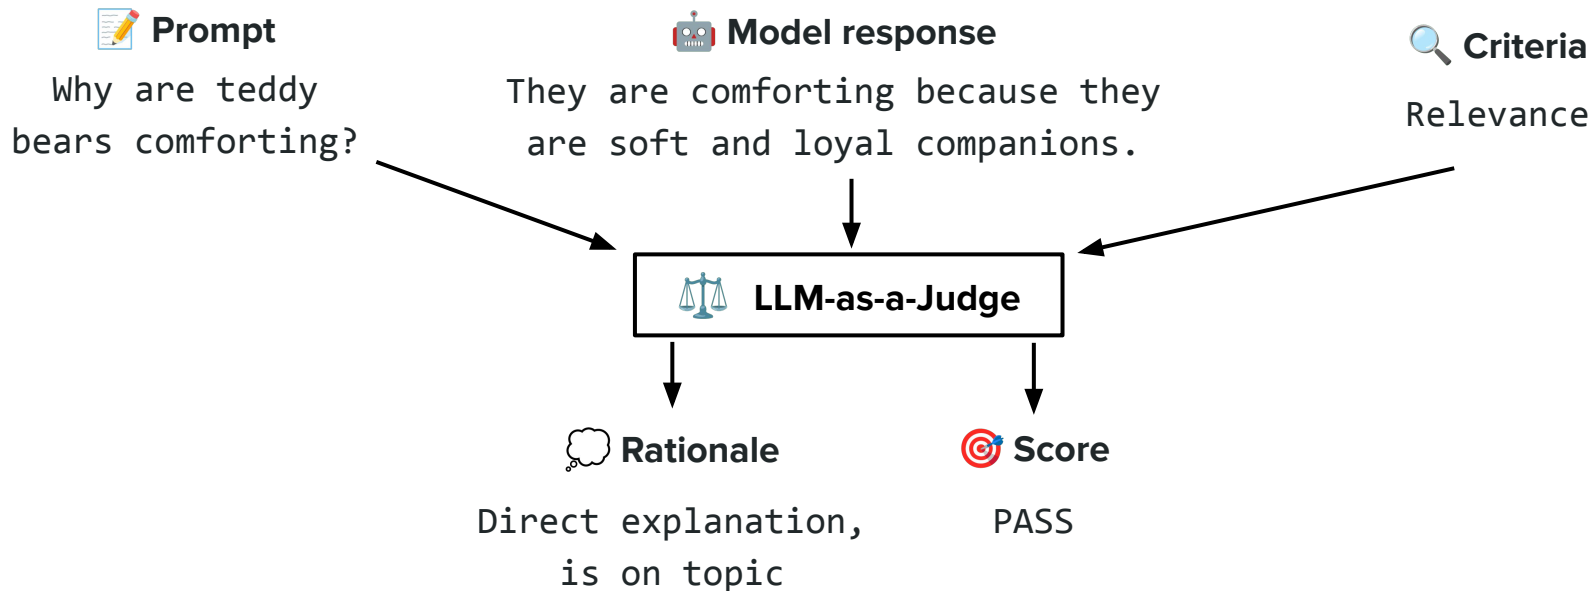 Prompt
Why are teddy
bears comforting?
Model response
They are comforting because they
are soft and loyal companions.
Criteria
Relevance
LLM-as-a-Judge
Rationale
Direct explanation,
is on topic
Score
PASS